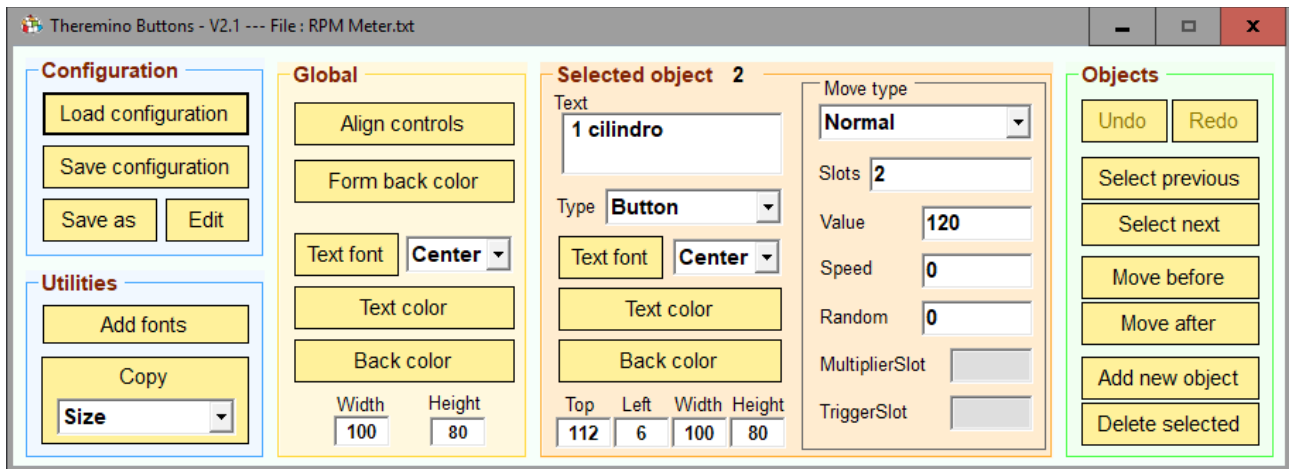 Theremino Buttons - V2.1 --- File : RPM Meter.txt
Configuration
Load configuration
Save configuration
Save as
Edit
Utilities
Add fonts
Copy
Size
Global
Align controls
Form back color
Text font
Center
Text color
Back color
Width
Height
100
80
Selected object 2
Text
1 cilindro
Type
Button
Text font
Center
Text color
Back color
Top
Left
Width
Height
112
6
100
80
Move type
Normal
Slots
2
Value
120
Speed
0
Random
0
MultiplierSlot
TriggerSlot
Objects
Undo
Redo
Select previous
Select next
Move before
Move after
Add new object
Delete selected